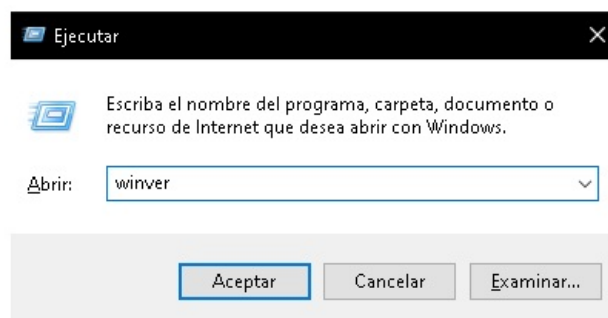 Ejecutar
Escriba el nombre del programa, carpeta, documento o
recurso de Internet que desea abrir con Windows.
Abrir: winver
Aceptar Cancelar Examinar...